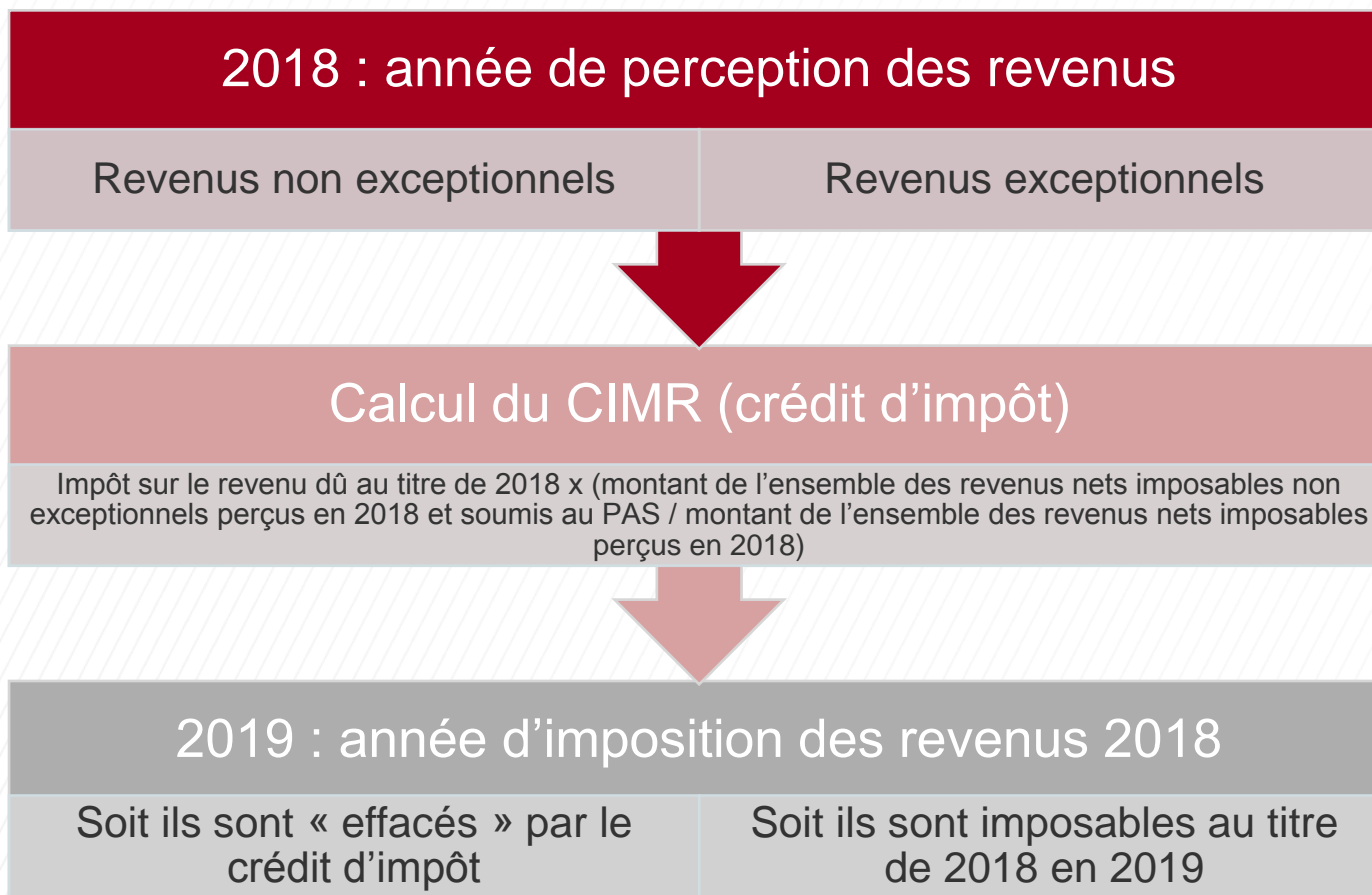 2018 : année de perception des revenus
Revenus non exceptionnels
Revenus exceptionnels
Calcul du CIMR (crédit d’impôt)
Impôt sur le revenu dû au titre de 2018 x (montant de l’ensemble des revenus nets imposables non
exceptionnels perçus en 2018 et soumis au PAS / montant de l’ensemble des revenus nets imposables
perçus en 2018)
2019 : année d’imposition des revenus 2018
Soit ils sont « effacés » par le
crédit d’impôt
Soit ils sont imposables au titre
de 2018 en 2019